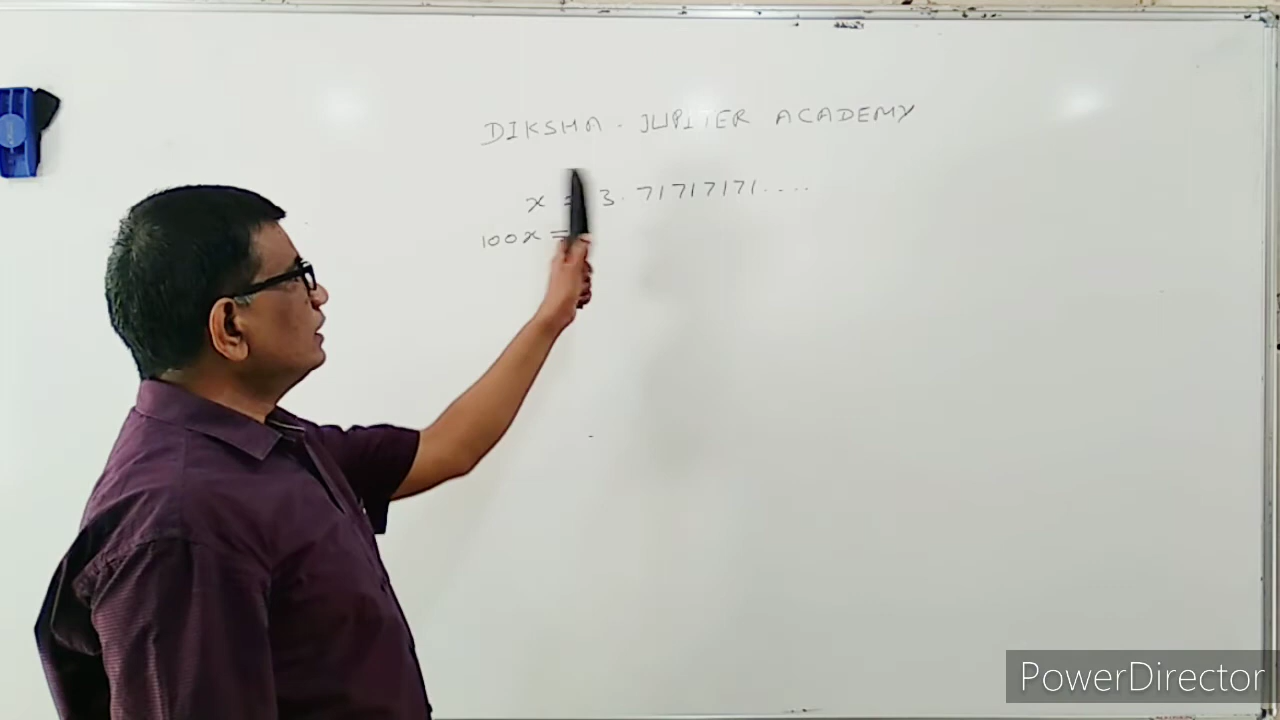 DIKSHA - JUPITER ACADEMY
x = 3.71717171....
100x =
PowerDirector